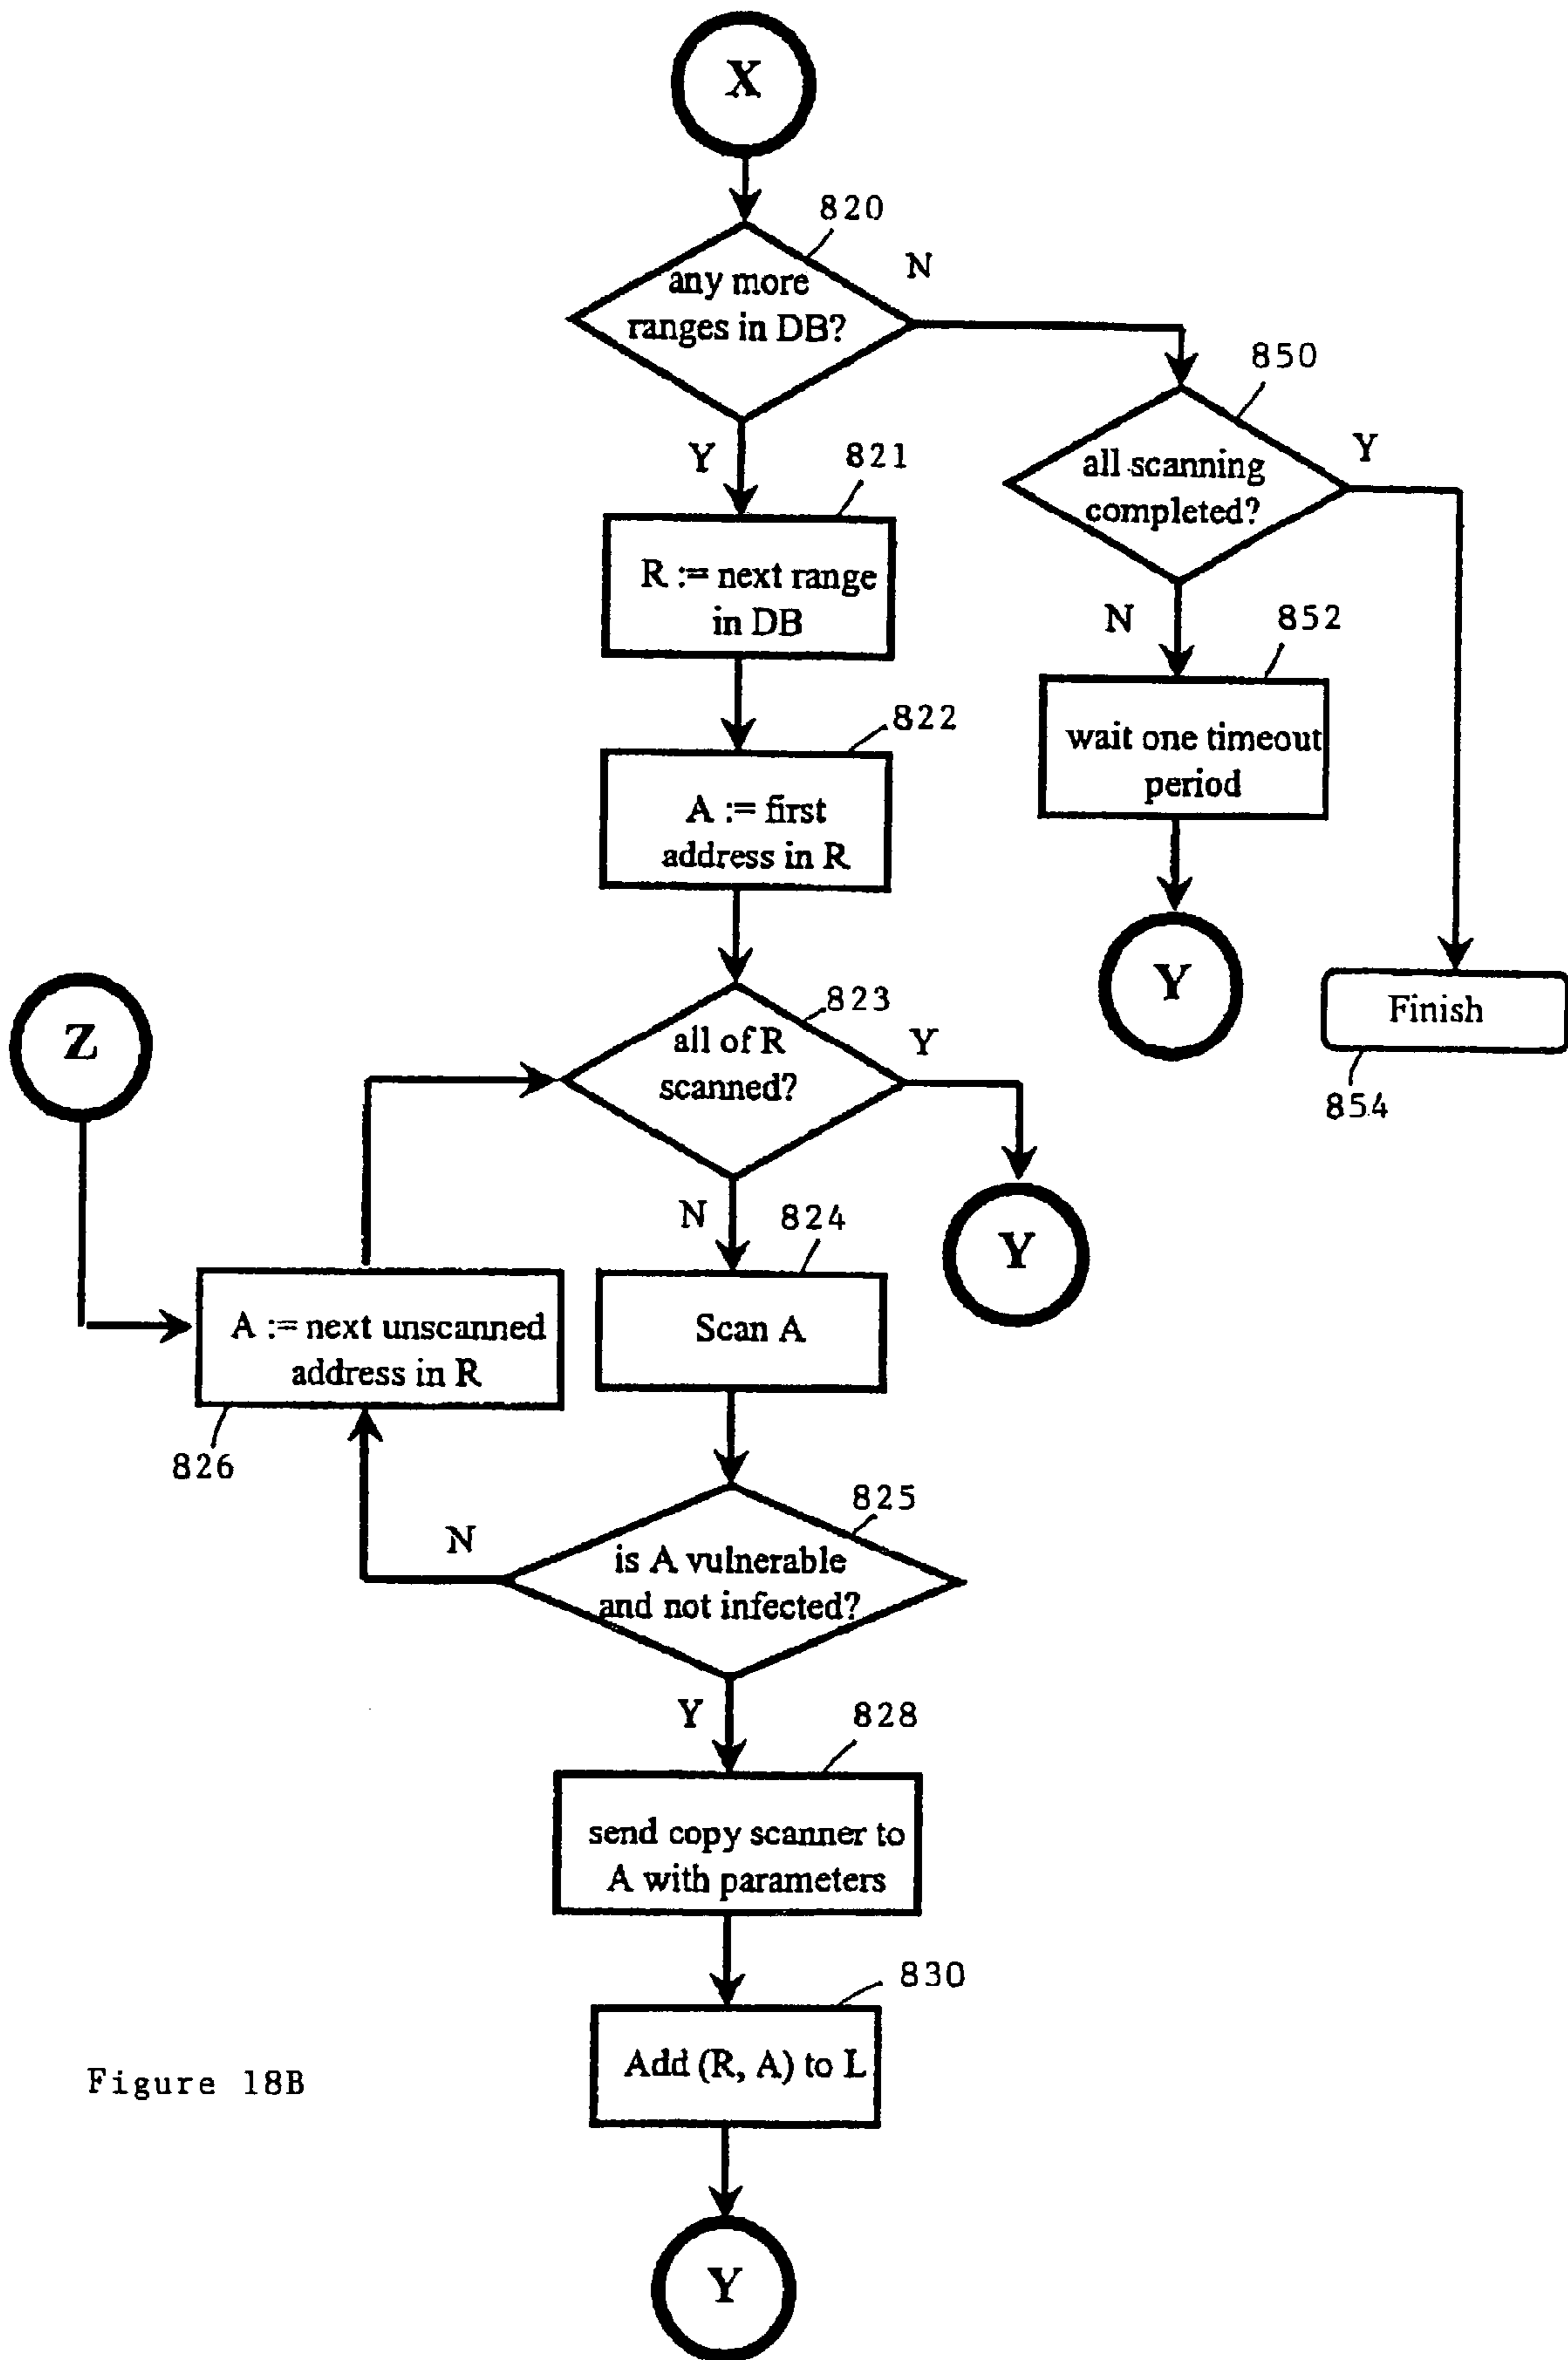 X
820
N
any more
ranges in DB?
850
Y
821
all scanning
completed?
Y
R := next range
in DB
N
852
822
wait one timeout
period
A := first
address in R
Y
Finish
854
Z
823
all of R
scanned?
Y
N
824
Y
A := next unscanned
address in R
826
Scan A
825
N
is A vulnerable
and not infected?
Y
828
send copy scanner to
A with parameters
830
Add (R, A) to L
Figure 18B
Y